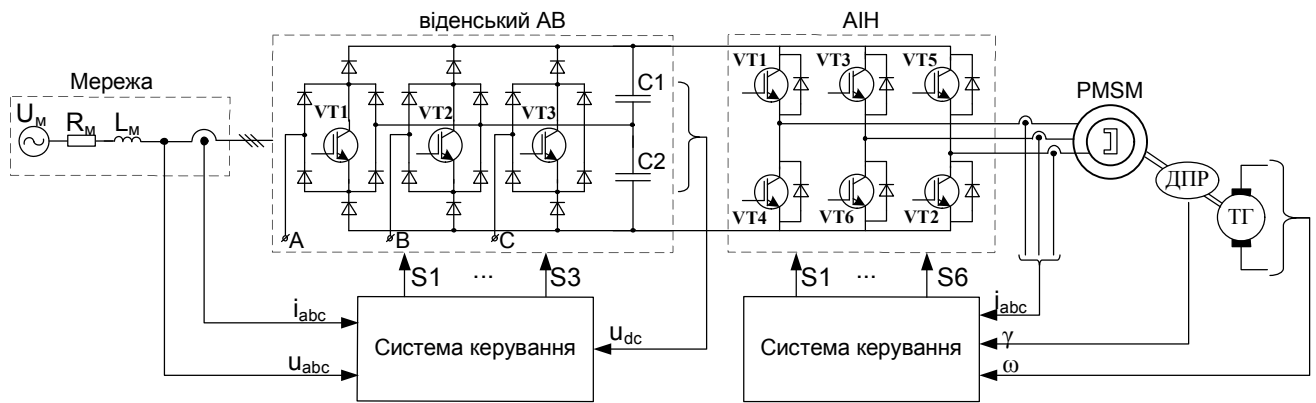 віденський АВ
АІН
Мережа
Uм
Rм
Lм
VT1
VT2
VT3
C1
C2
A
B
C
VT1
VT3
VT5
VT4
VT6
VT2
PMSM
ДПР
ТГ
S1 ... S3
S1 ... S6
iabc
uabc
Система керування
udc
Система керування
iabc
γ
ω